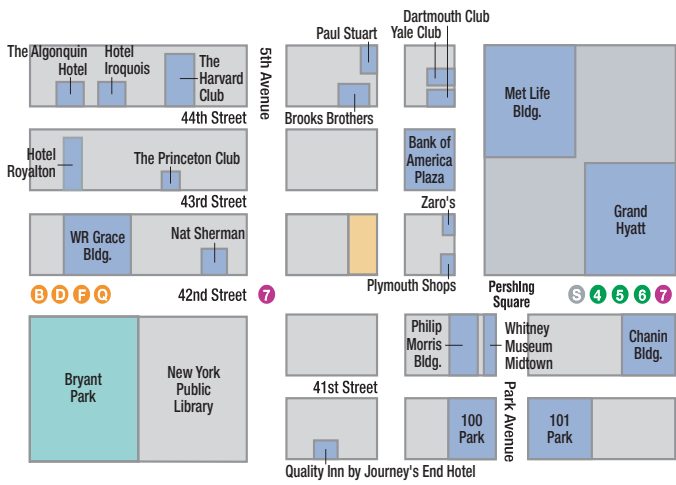 Dartmouth Club
Paul Stuart
Yale Club
The Algonquin
Hotel
Hotel
Iroquois
The
Harvard
Club
5th Avenue
Met Life
Bldg.
44th Street
Brooks Brothers
Hotel
Royalton
The Princeton Club
Bank of
America
Plaza
43rd Street
Zaro's
Grand
Hyatt
WR Grace
Bldg.
Nat Sherman
Plymouth Shops
Pershing
Square
B D F Q
42nd Street
7
S 4 5 6 7
Philip
Morris
Bldg.
Whitney
Museum
Midtown
Chanin
Bldg.
Bryant
Park
New York
Public
Library
41st Street
Park Avenue
100
Park
101
Park
Quality Inn by Journey's End Hotel